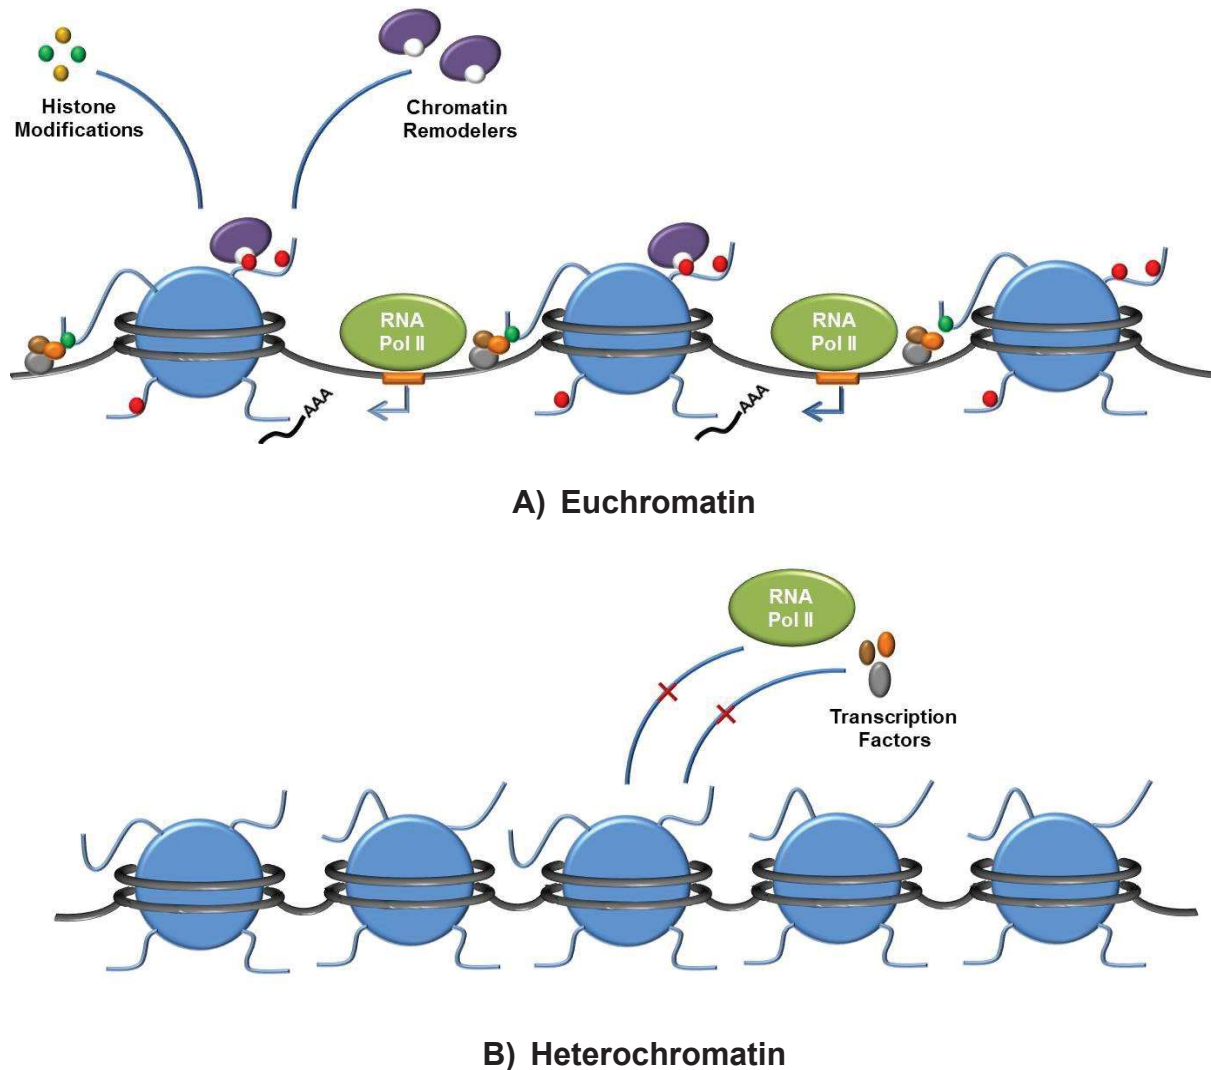 Histone
Modifications
Chromatin
Remodelers
RNA
Pol II
RNA
Pol II
AAA
AAA
A) Euchromatin
RNA
Pol II
Transcription
Factors
B) Heterochromatin